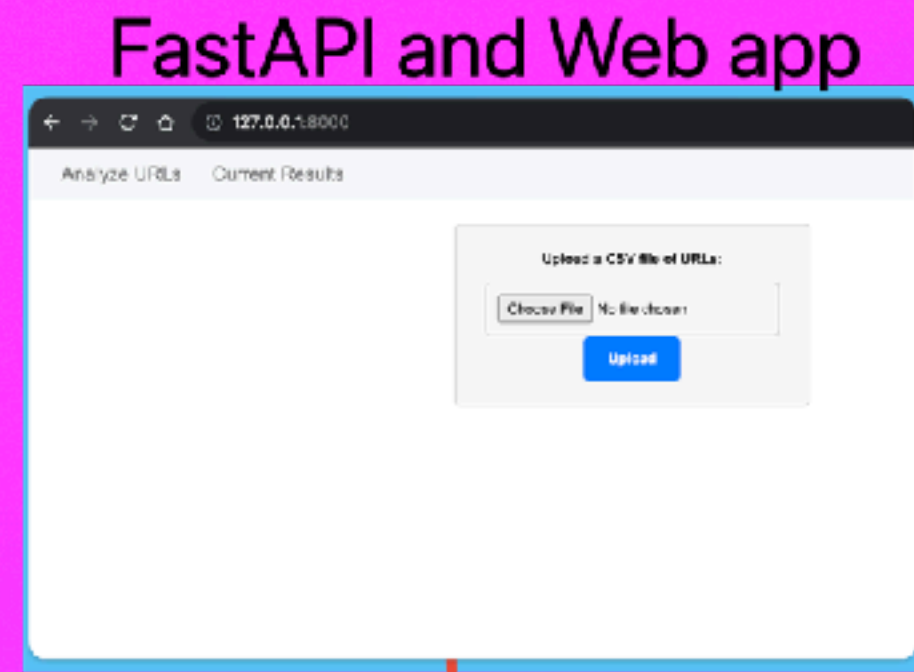 FastAPI and Web app
127.0.0.1:8000
Analyze URLs Current Results
Upload a CSV file of URLs:
Choose File No file chosen
Upload